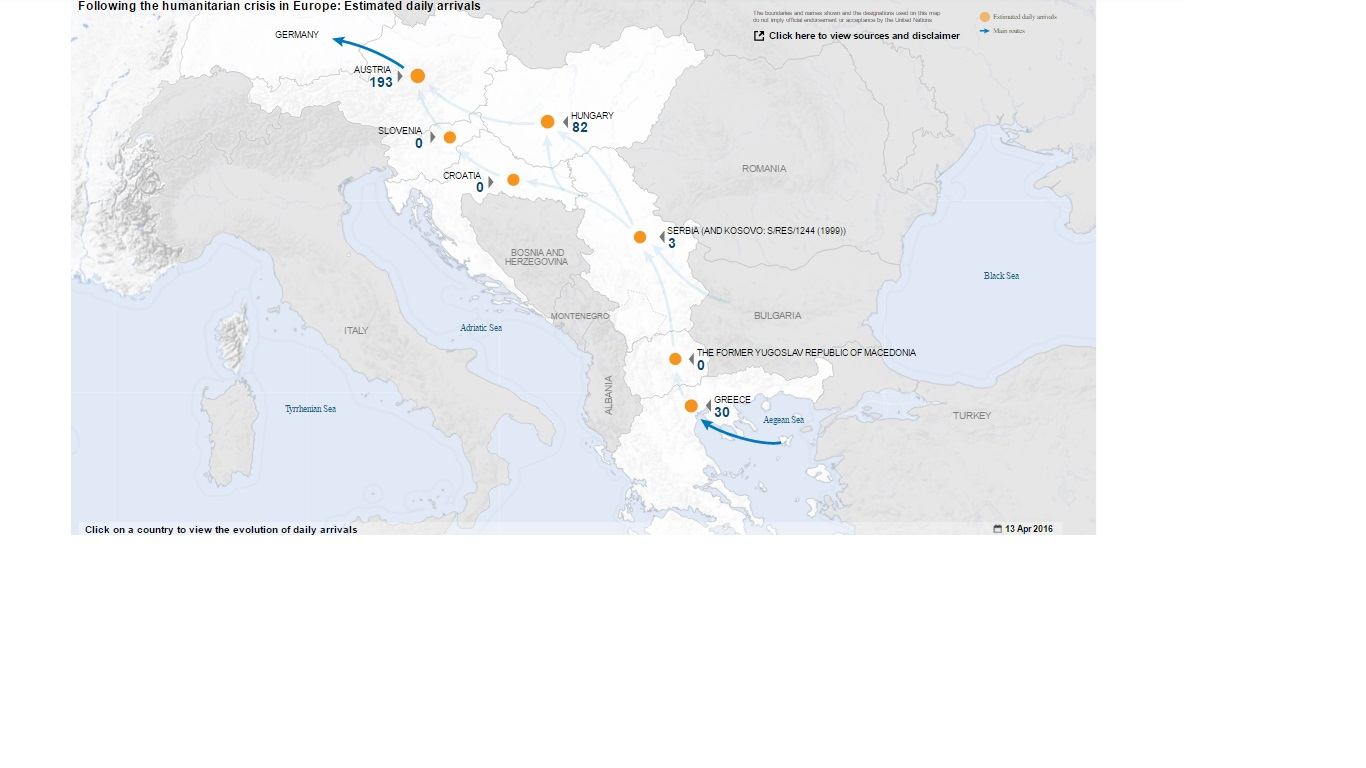 Following the humanitarian crisis in Europe: Estimated daily arrivals
The boundaries and names shown and the designations used on this map
do not imply official endorsement or acceptance by the United Nations
Click here to view sources and disclaimer
Estimated daily arrivals
Main routes
GERMANY
AUSTRIA
193
HUNGARY
82
SLOVENIA
0
CROATIA
0
ROMANIA
SERBIA (AND KOSOVO: S/RES/1244 (1999))
3
BOSNIA AND
HERZEGOVINA
Black Sea
MONTENEGRO
BULGARIA
ITALY
Adriatic Sea
THE FORMER YUGOSLAV REPUBLIC OF MACEDONIA
0
ALBANIA
GREECE
30
Aegean Sea
Tyrrhenian Sea
TURKEY
Click on a country to view the evolution of daily arrivals
13 Apr 2016